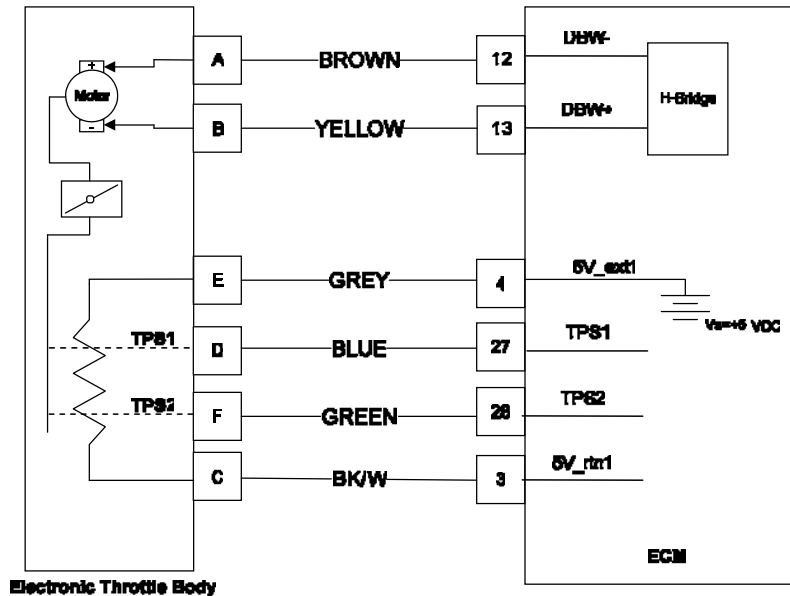 A BROWN 12 DBW-
+
Motor
-
H-Bridge
B YELLOW 13 DBW+
E GREY 4 5V_ext1
Vs=+5 VDC
TPS1 D BLUE 27 TPS1
TPS2 F GREEN 28 TPS2
C BK/W 3 5V_rtn1
ECM
Electronic Throttle Body